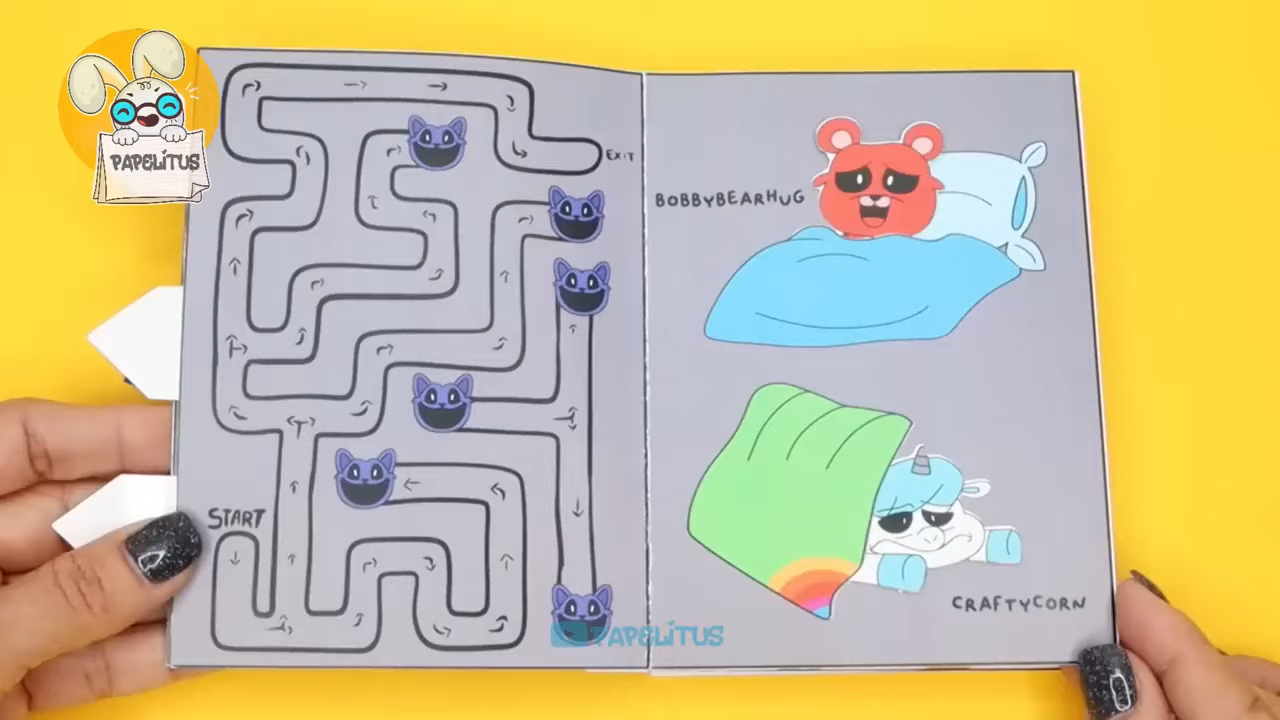 PAPELITUS
EXIT
START
BOBBYBEARHUG
CRAFTYCORN
PAPELITUS